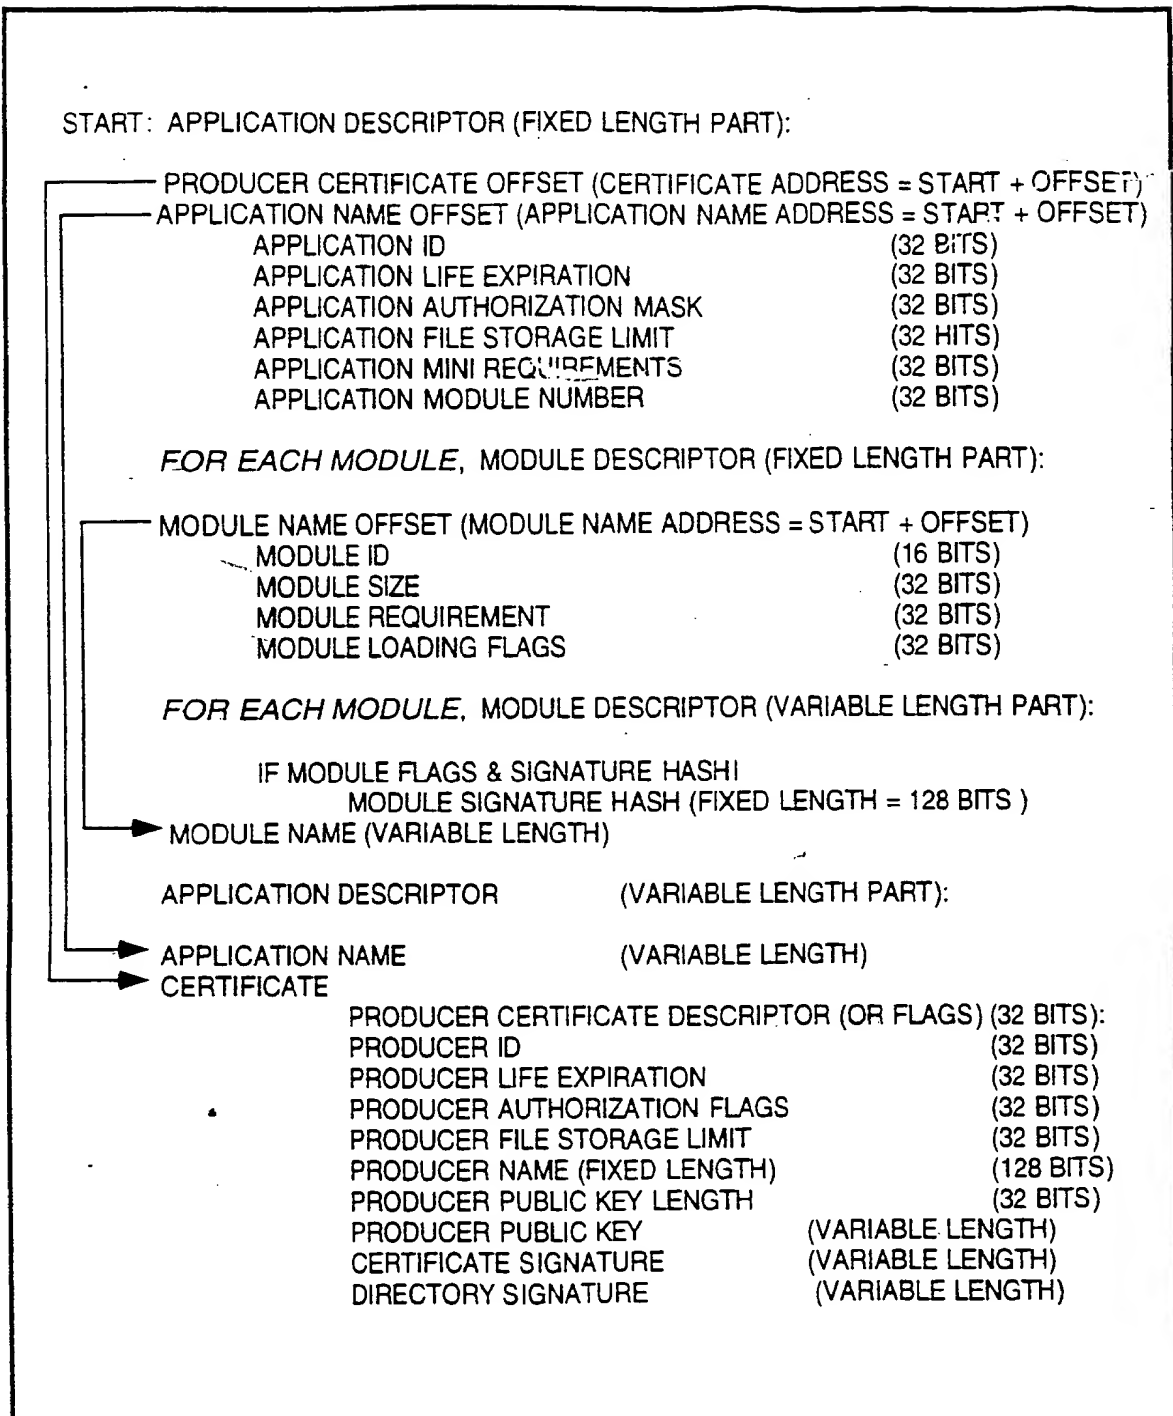 START: APPLICATION DESCRIPTOR (FIXED LENGTH PART):
PRODUCER CERTIFICATE OFFSET (CERTIFICATE ADDRESS = START + OFFSET)
APPLICATION NAME OFFSET (APPLICATION NAME ADDRESS = START + OFFSET)
APPLICATION ID (32 BITS)
APPLICATION LIFE EXPIRATION (32 BITS)
APPLICATION AUTHORIZATION MASK (32 BITS)
APPLICATION FILE STORAGE LIMIT (32 HITS)
APPLICATION MINI REQUIREMENTS (32 BITS)
APPLICATION MODULE NUMBER (32 BITS)
FOR EACH MODULE, MODULE DESCRIPTOR (FIXED LENGTH PART):
MODULE NAME OFFSET (MODULE NAME ADDRESS = START + OFFSET)
MODULE ID (16 BITS)
MODULE SIZE (32 BITS)
MODULE REQUIREMENT (32 BITS)
MODULE LOADING FLAGS (32 BITS)
FOR EACH MODULE, MODULE DESCRIPTOR (VARIABLE LENGTH PART):
IF MODULE FLAGS & SIGNATURE HASHI
MODULE SIGNATURE HASH (FIXED LENGTH = 128 BITS )
MODULE NAME (VARIABLE LENGTH)
APPLICATION DESCRIPTOR (VARIABLE LENGTH PART):
APPLICATION NAME (VARIABLE LENGTH)
CERTIFICATE
PRODUCER CERTIFICATE DESCRIPTOR (OR FLAGS) (32 BITS):
PRODUCER ID (32 BITS)
PRODUCER LIFE EXPIRATION (32 BITS)
PRODUCER AUTHORIZATION FLAGS (32 BITS)
PRODUCER FILE STORAGE LIMIT (32 BITS)
PRODUCER NAME (FIXED LENGTH) (128 BITS)
PRODUCER PUBLIC KEY LENGTH (32 BITS)
PRODUCER PUBLIC KEY (VARIABLE LENGTH)
CERTIFICATE SIGNATURE (VARIABLE LENGTH)
DIRECTORY SIGNATURE (VARIABLE LENGTH)